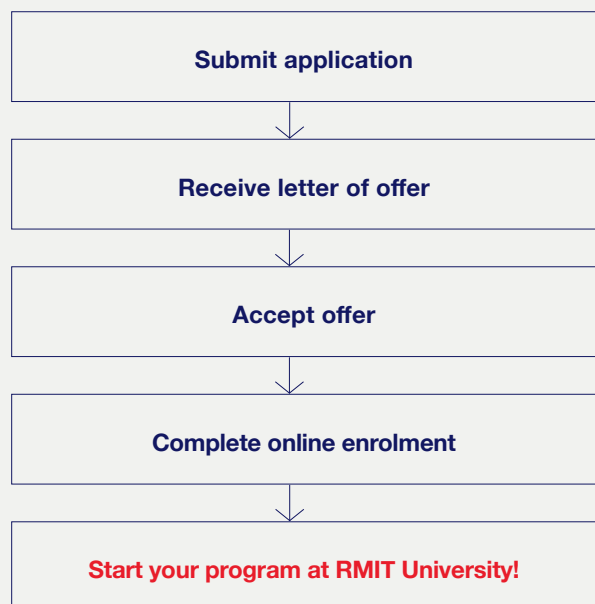 Submit application
Receive letter of offer
Accept offer
Complete online enrolment
Start your program at RMIT University!